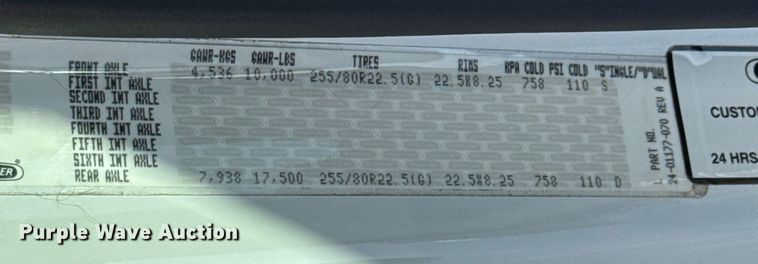 GAWR-KGS GAWR-LBS TIRES RIMS KPA COLD PSI COLD "S"INGLE/"D"UAL
FRONT AXLE 4,536 10,000 255/80R22.5(G) 22.5X8.25 758 110 S
FIRST INT AXLE
SECOND INT AXLE
THIRD INT AXLE
FOURTH INT AXLE
FIFTH INT AXLE
SIXTH INT AXLE
REAR AXLE 7,938 17,500 255/80R22.5(G) 22.5X8.25 758 110 D
PART NO.
24-01177-070 REV A
CUSTO
24 HRS
ER
Purple Wave Auction